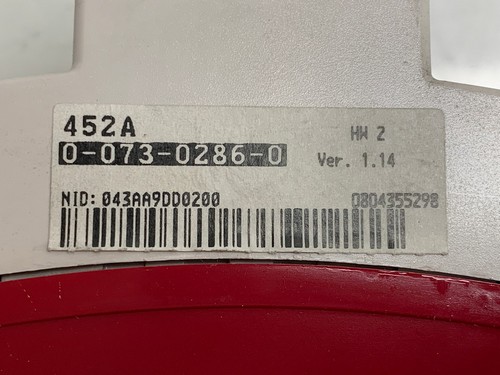 452A HW 2
0-073-0286-0 Ver. 1.14
NID: 043AA9DD0200 0804355298